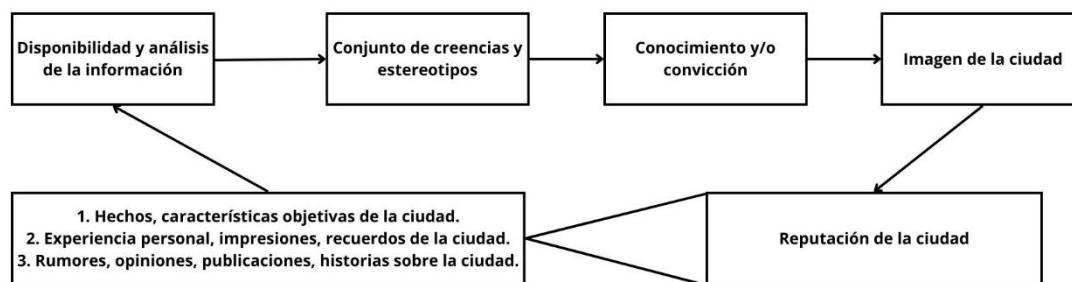 Disponibilidad y análisis
de la información
Conjunto de creencias y
estereotipos
Conocimiento y/o
convicción
Imagen de la ciudad
1. Hechos, características objetivas de la ciudad.
2. Experiencia personal, impresiones, recuerdos de la ciudad.
3. Rumores, opiniones, publicaciones, historias sobre la ciudad.
Reputación de la ciudad